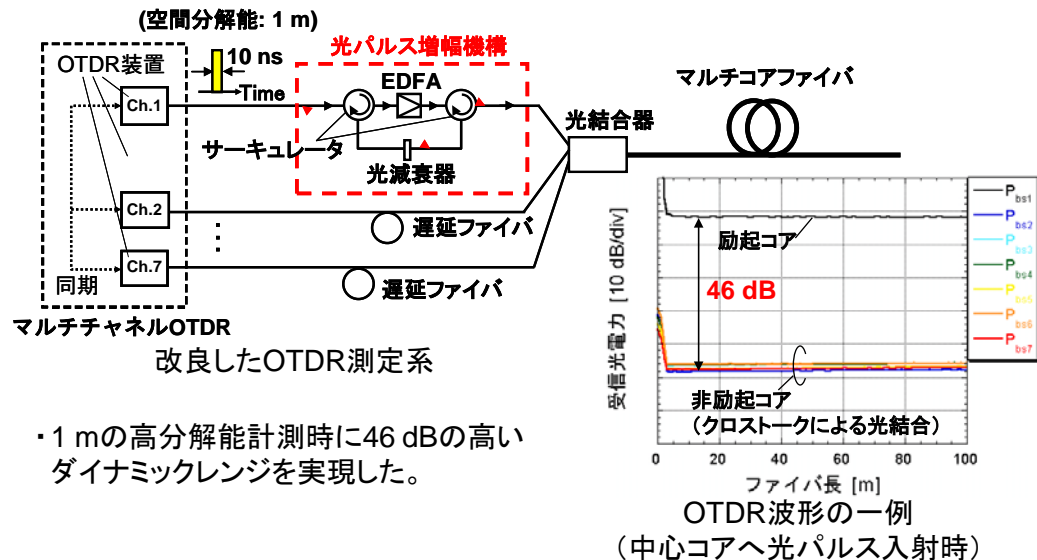 (空間分解能: 1 m)
OTDR装置
10 ns
Time
光パルス増幅機構
EDFA
サーキュレータ
光減衰器
Ch.1
Ch.2
⋮
Ch.7
同期
遅延ファイバ
遅延ファイバ
マルチチャネルOTDR
光結合器
マルチコアファイバ
改良したOTDR測定系
・1 mの高分解能計測時に46 dBの高い
ダイナミックレンジを実現した。
受信光電力 [10 dB/div]
励起コア
46 dB
非励起コア
(クロストークによる光結合)
P bs1
P bs2
P bs3
P bs4
P bs5
P bs6
P bs7
0 20 40 60 80 100
ファイバ長 [m]
OTDR波形の一例
(中心コアへ光パルス入射時)